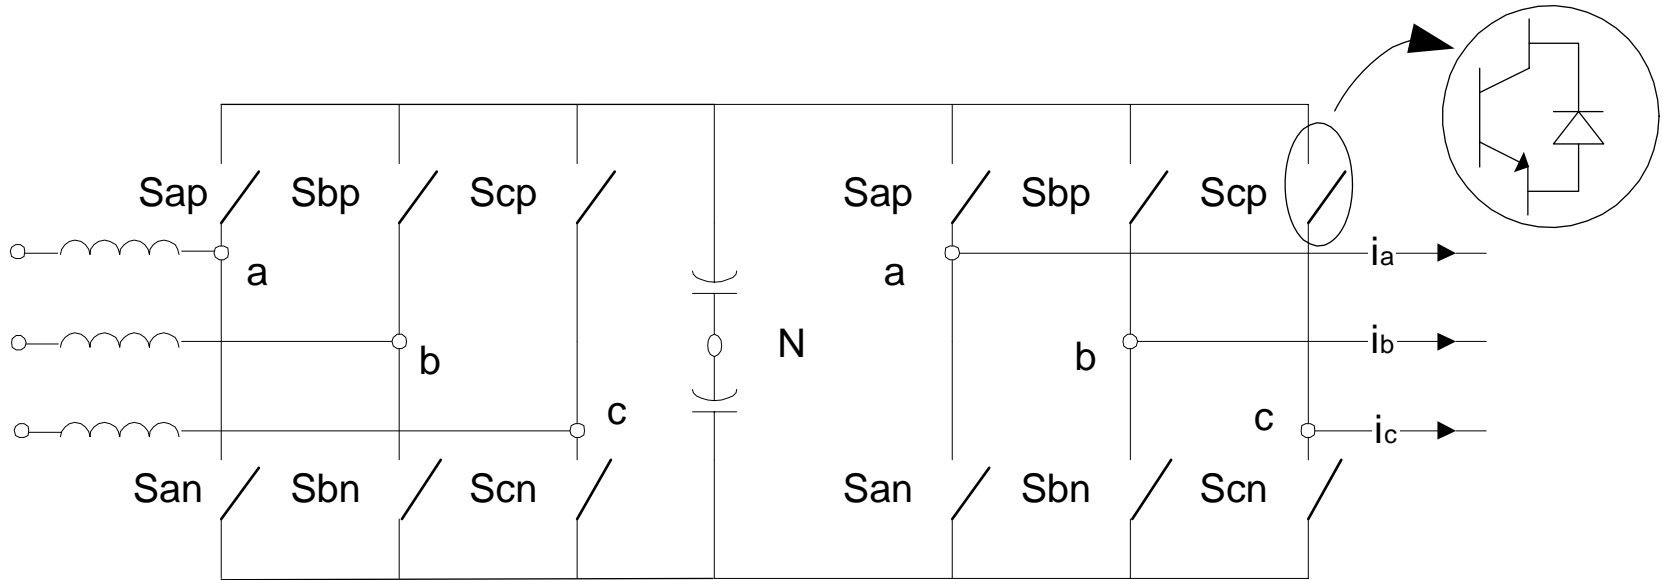 Sap Sbp Scp Sap Sbp Scp
a a ia
b N b ib
c c ic
San Sbn Scn San Sbn Scn